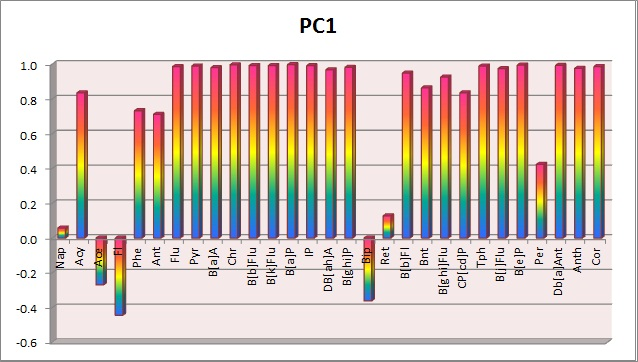 PC1
1.0
0.8
0.6
0.4
0.2
0.0
-0.2
-0.4
-0.6
Nap
Acy
Ace
Fl
Phe
Ant
Flu
Pyr
B[a]A
Chr
B[b]Flu
B[k]Flu
B[a]P
IP
DB[ah]A
B[ghi]P
Bip
Ret
B[b]Fl
Bnt
B[ghi]Flu
CP[cd]P
Tph
B[j]Flu
B[e]P
Per
Db[a]Ant
Anth
Cor